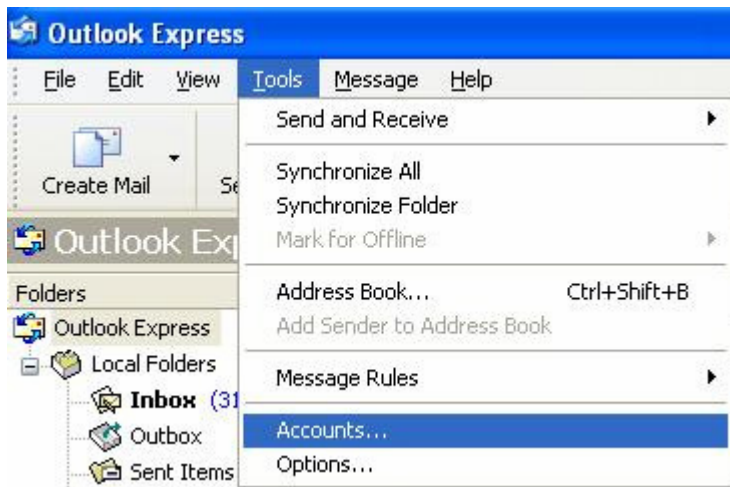 Outlook Express
File Edit View Tools Message Help
Send and Receive
Create Mail
Synchronize All
Synchronize Folder
Outlook
Mark for Offline
Folders
Address Book... Ctrl+Shift+B
Outlook Express
Add Sender to Address Book
Local Folders
Message Rules
Inbox
Outbox
Accounts...
Sent Items
Options...